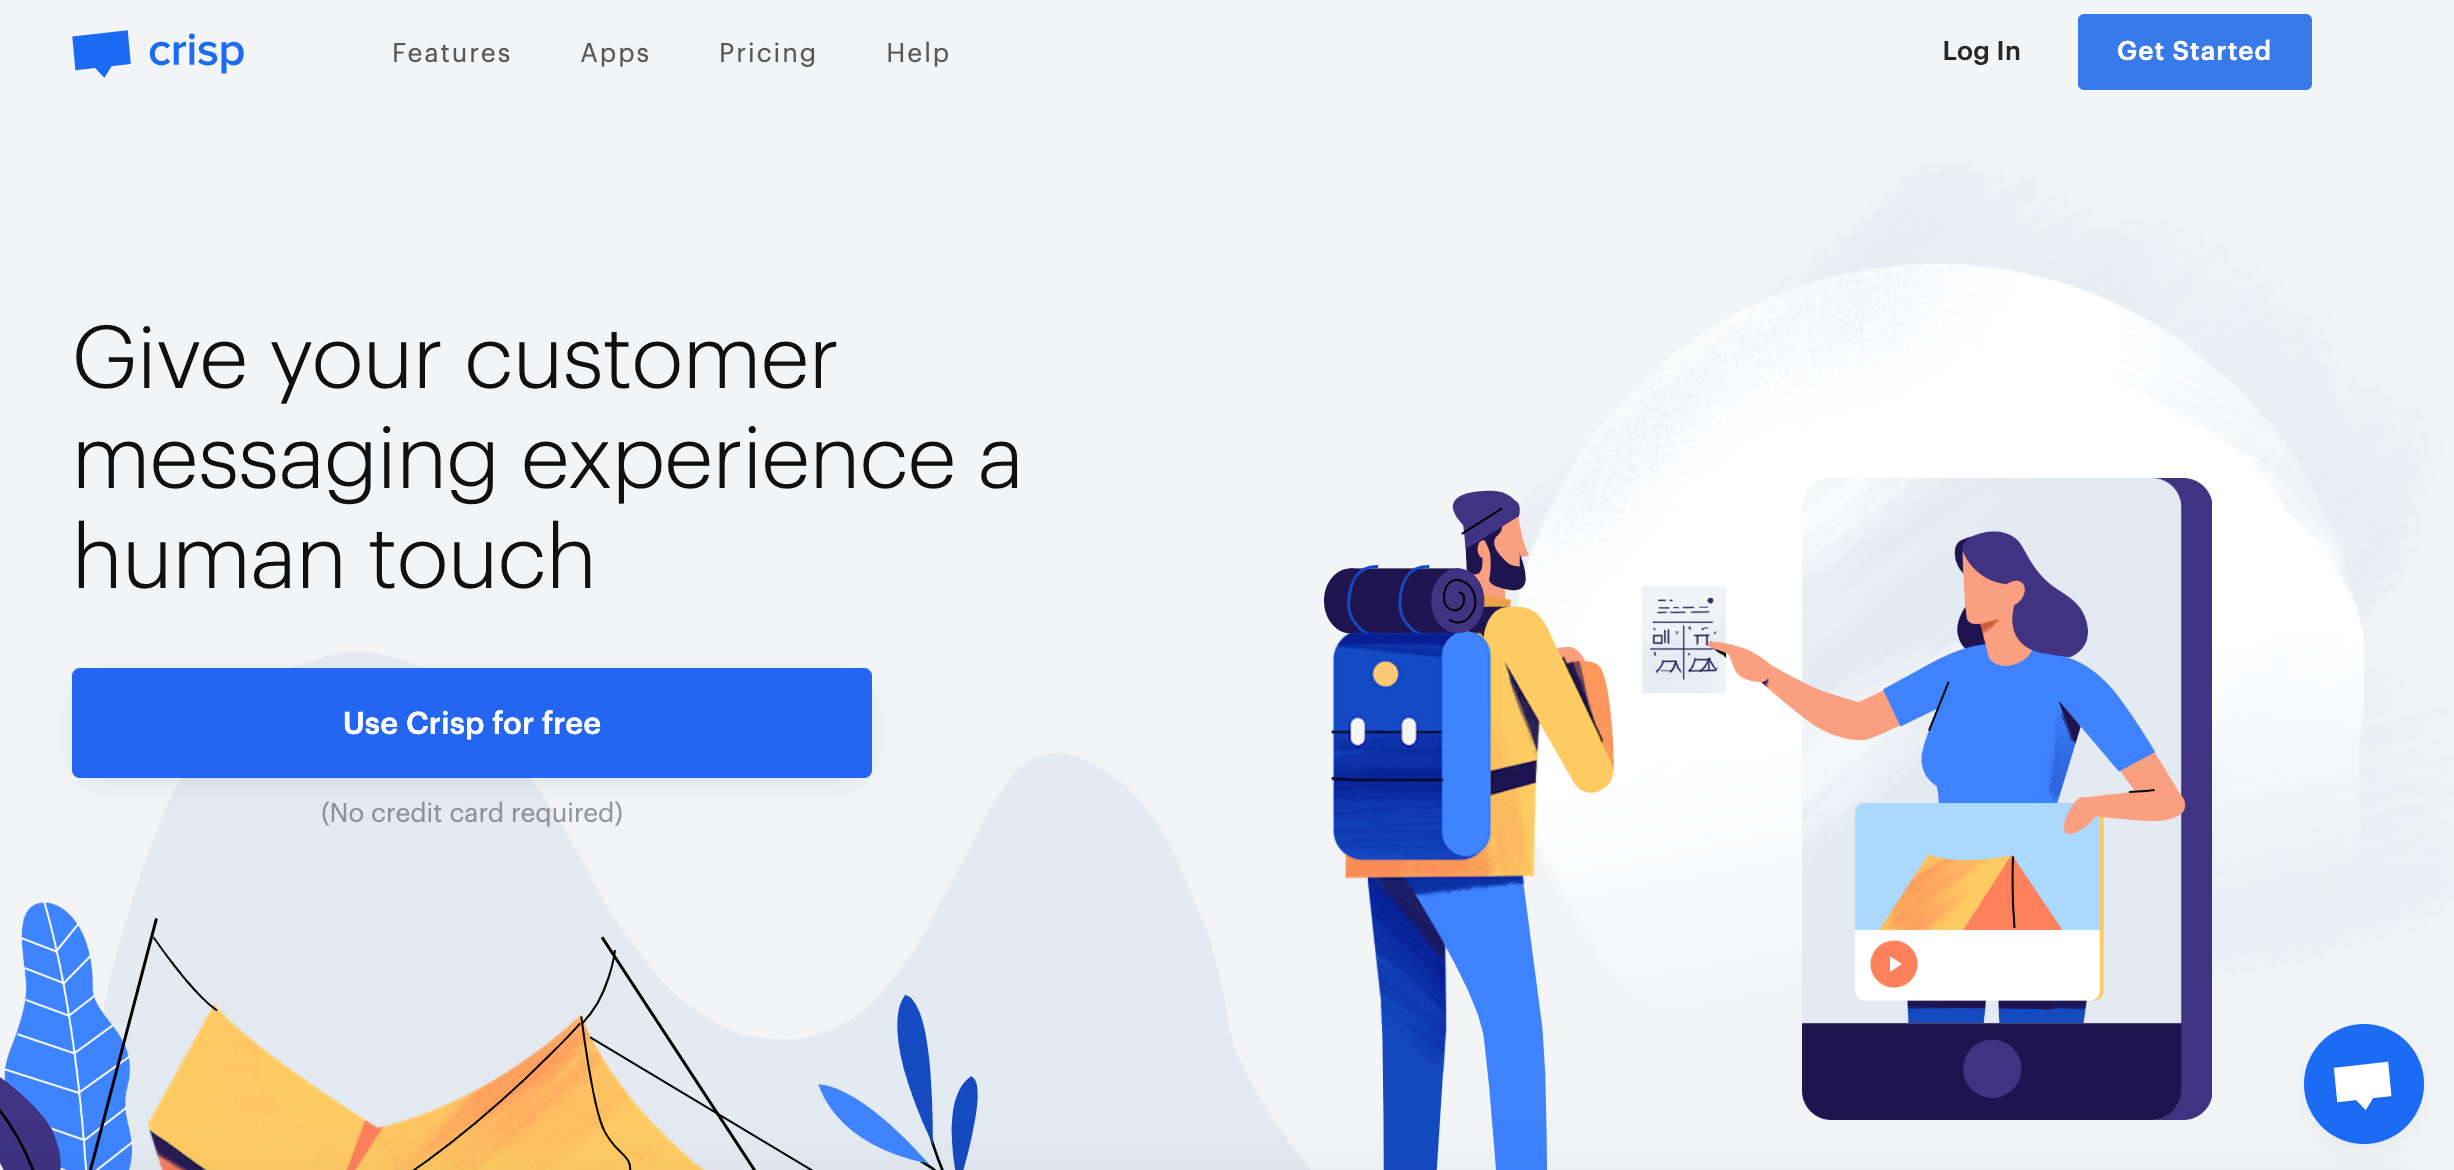 crisp
Features
Apps
Pricing
Help
Log In
Get Started
Give your customer
messaging experience a
human touch
Use Crisp for free
(No credit card required)